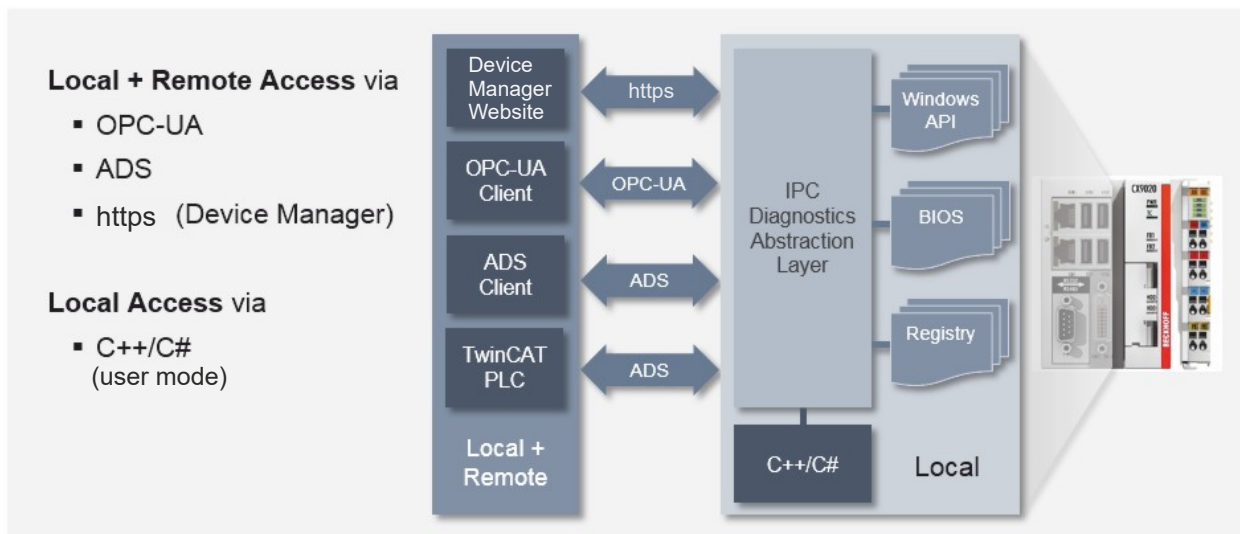 Local + Remote Access via
▪ OPC-UA
▪ ADS
▪ https (Device Manager)
Local Access via
▪ C++/C#
(user mode)
Device
Manager
Website
OPC-UA
Client
ADS
Client
TwinCAT
PLC
Local +
Remote
https
OPC-UA
ADS
ADS
IPC
Diagnostics
Abstraction
Layer
C++/C#
Windows
API
BIOS
Registry
Local
CX9020
BECKHOFF